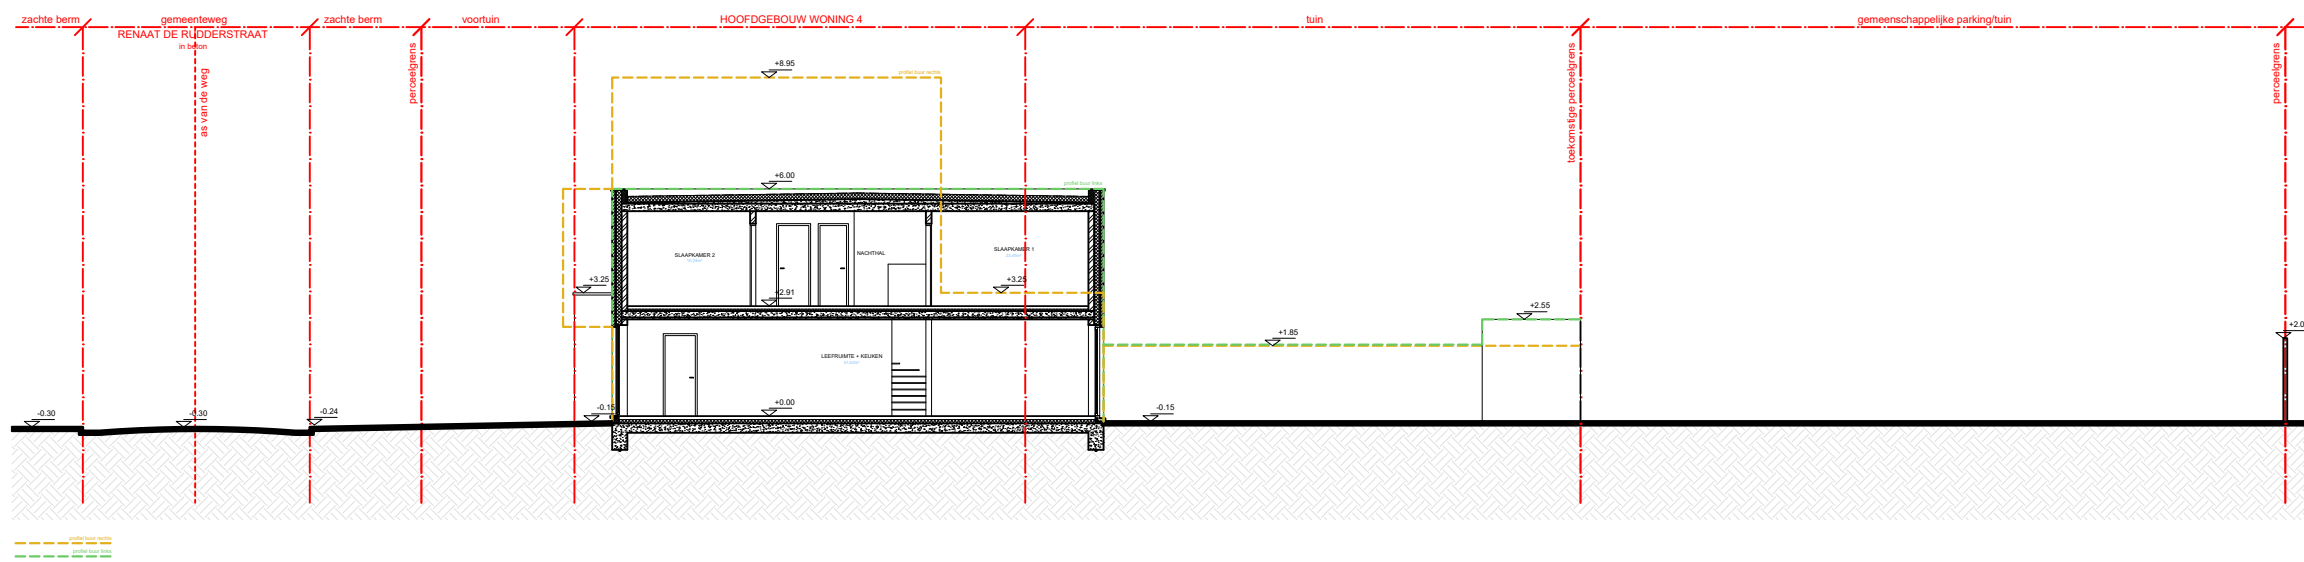 zachte berm
gemeenteweg
zachte berm
voortuin
HOOFDGEBOUW WONING 4
tuin
gemeenschappelijke parking/tuin
RENAAT DE RUDDERSTRAAT
in beton
as van de weg
perceelgrens
toekomstige perceelgrens
perceelgrens
+8.95
profiel buur rechts
+6.00
profiel buur links
SLAAPKAMER 2
NACHTHAL
SLAAPKAMER 1
+3.25
+2.91
+3.25
+2.55
+1.85
+2.0
LEEFRUIMTE + KEUKEN
-0.30
-0.30
-0.24
-0.15
+0.00
-0.15
profiel buur rechts
profiel buur links